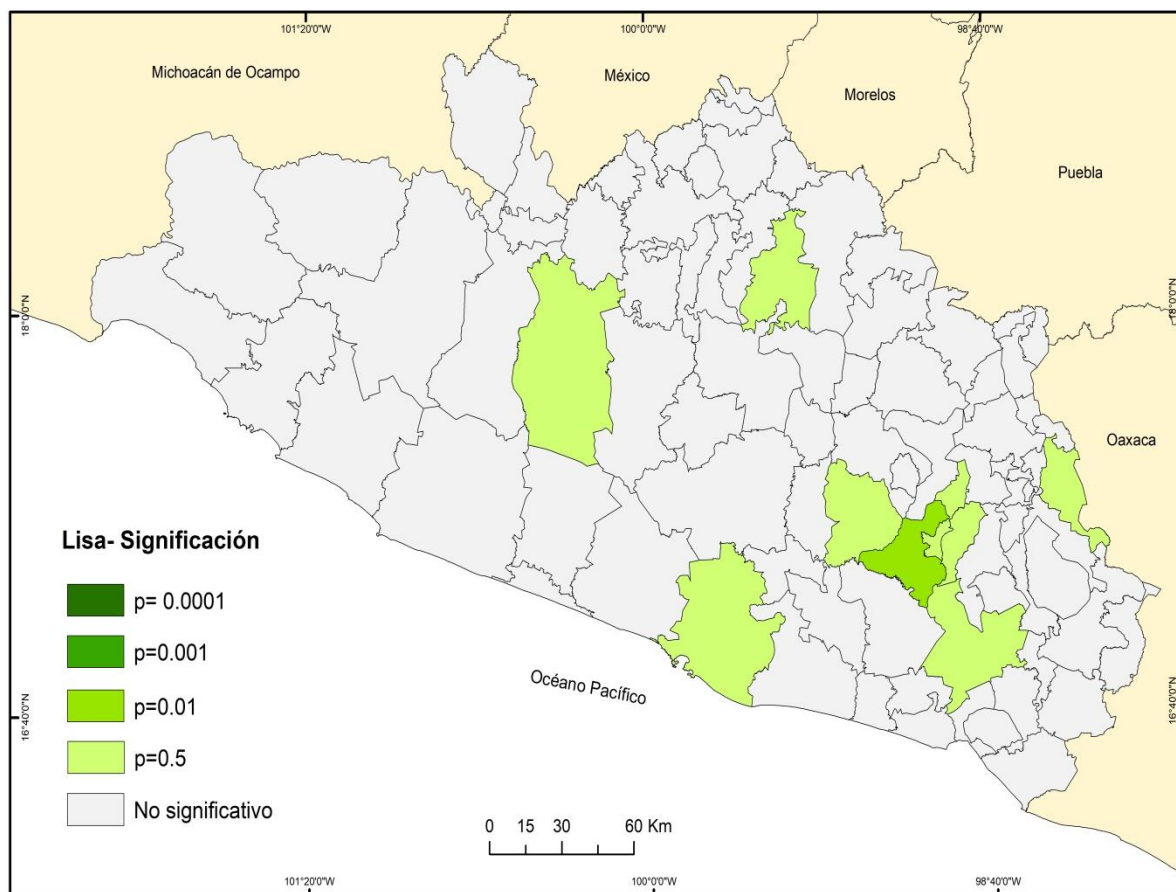 101°20'0"W
100°0'0"W
98°40'0"W
Michoacán de Ocampo
México
Morelos
Puebla
18°0'0"N
18°0'0"N
Oaxaca
Lisa- Significación
p= 0.0001
p=0.001
p=0.01
p=0.5
No significativo
Océano Pacífico
16°40'0"N
16°40'0"N
0 15 30 60 Km
101°20'0"W
100°0'0"W
98°40'0"W